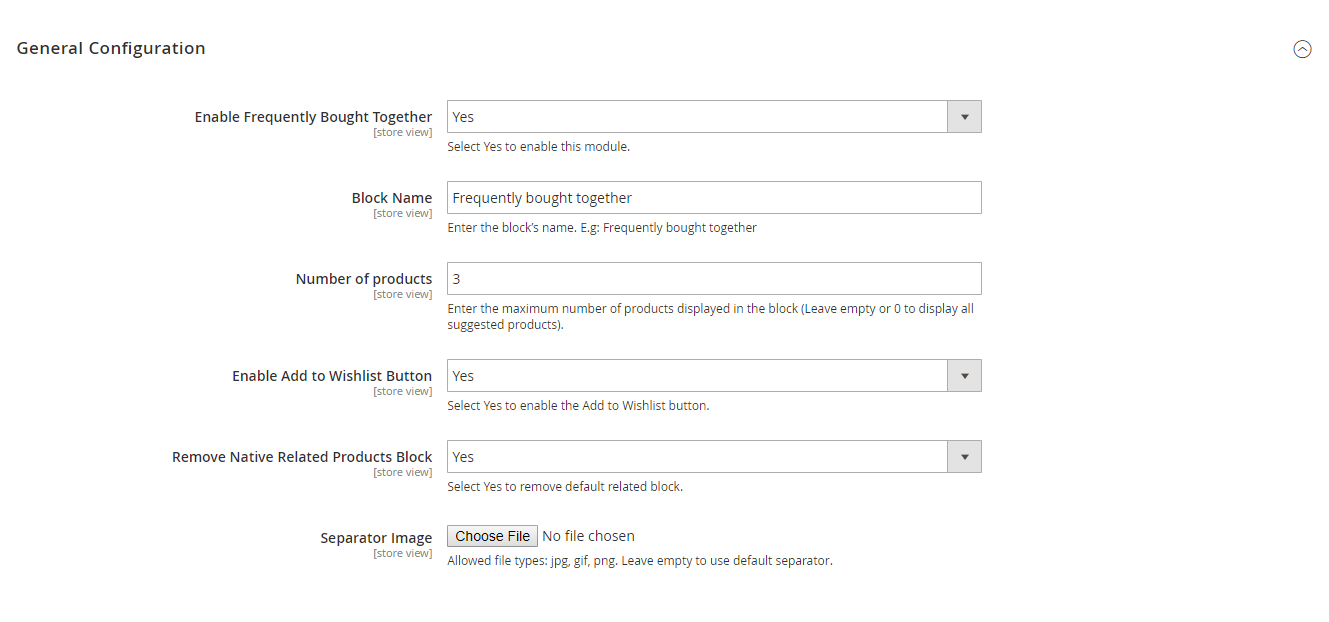 General Configuration
Enable Frequently Bought Together
Yes
[store view]
Select Yes to enable this module.
Block Name
Frequently bought together
[store view]
Enter the block's name. E.g: Frequently bought together
Number of products
3
[store view]
Enter the maximum number of products displayed in the block (Leave empty or 0 to display all
suggested products).
Enable Add to Wishlist Button
Yes
[store view]
Select Yes to enable the Add to Wishlist button.
Remove Native Related Products Block
Yes
[store view]
Select Yes to remove default related block.
Separator Image
Choose File No file chosen
[store view]
Allowed file types: jpg, gif, png. Leave empty to use default separator.